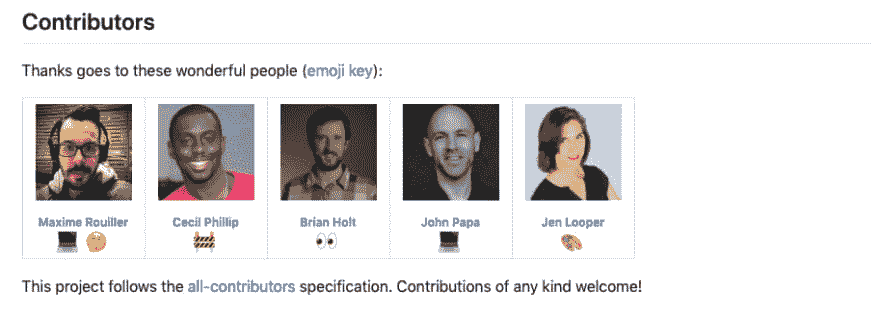 Contributors
Thanks goes to these wonderful people (emoji key):
Maxime Rouiller Cecil Phillip Brian Holt John Papa Jen Looper
This project follows the all-contributors specification. Contributions of any kind welcome!